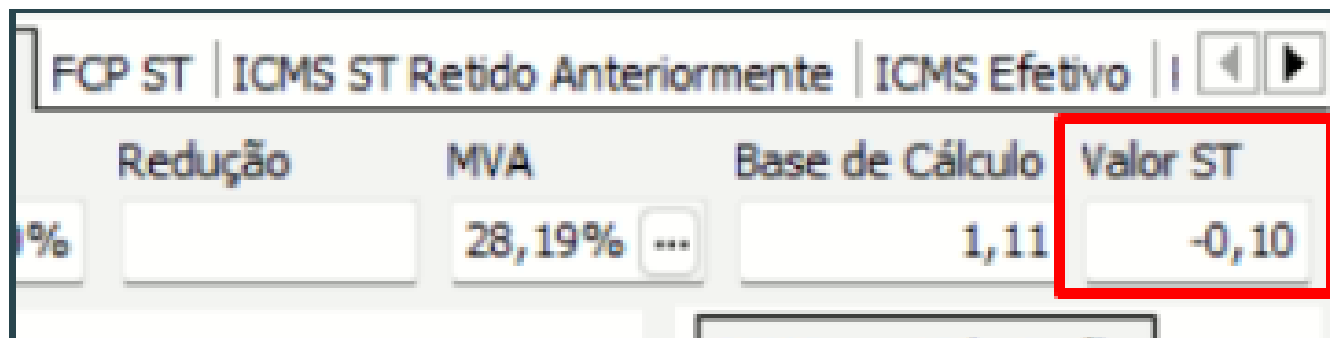 FCP ST ICMS ST Retido Anteriormente ICMS Efetivo
Redução MVA Base de Cálculo Valor ST
% 28,19% ... 1,11 -0,10